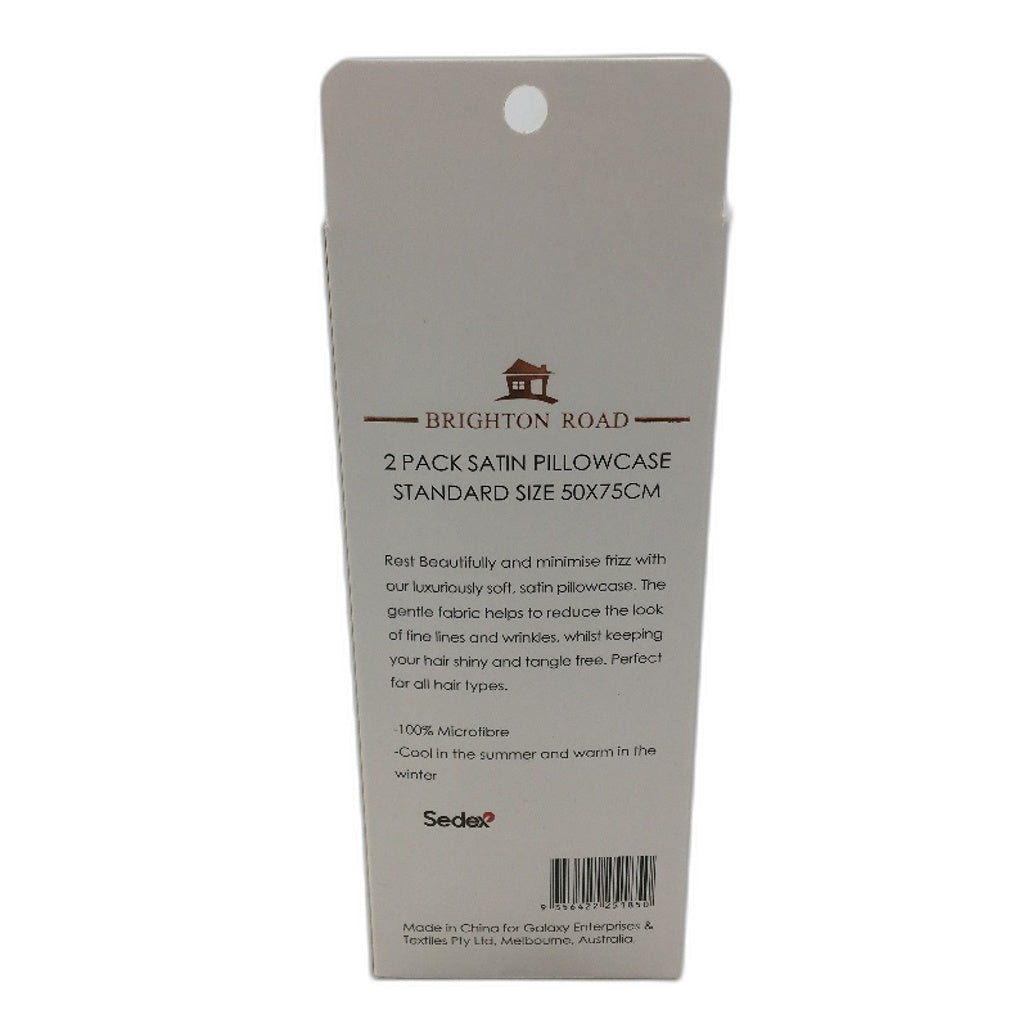 BRIGHTON ROAD
2 PACK SATIN PILLOWCASE
STANDARD SIZE 50X75CM
Rest Beautifully and minimise frizz with
our luxuriously soft, satin pillowcase. The
gentle fabric helps to reduce the look
of fine lines and wrinkles, whilst keeping
your hair shiny and tangle free. Perfect
for all hair types.
-100% Microfibre
-Cool in the summer and warm in the
winter
Sedex
Made in China for Galaxy Enterprises &
Textiles Pty Ltd, Melbourne, Australia.